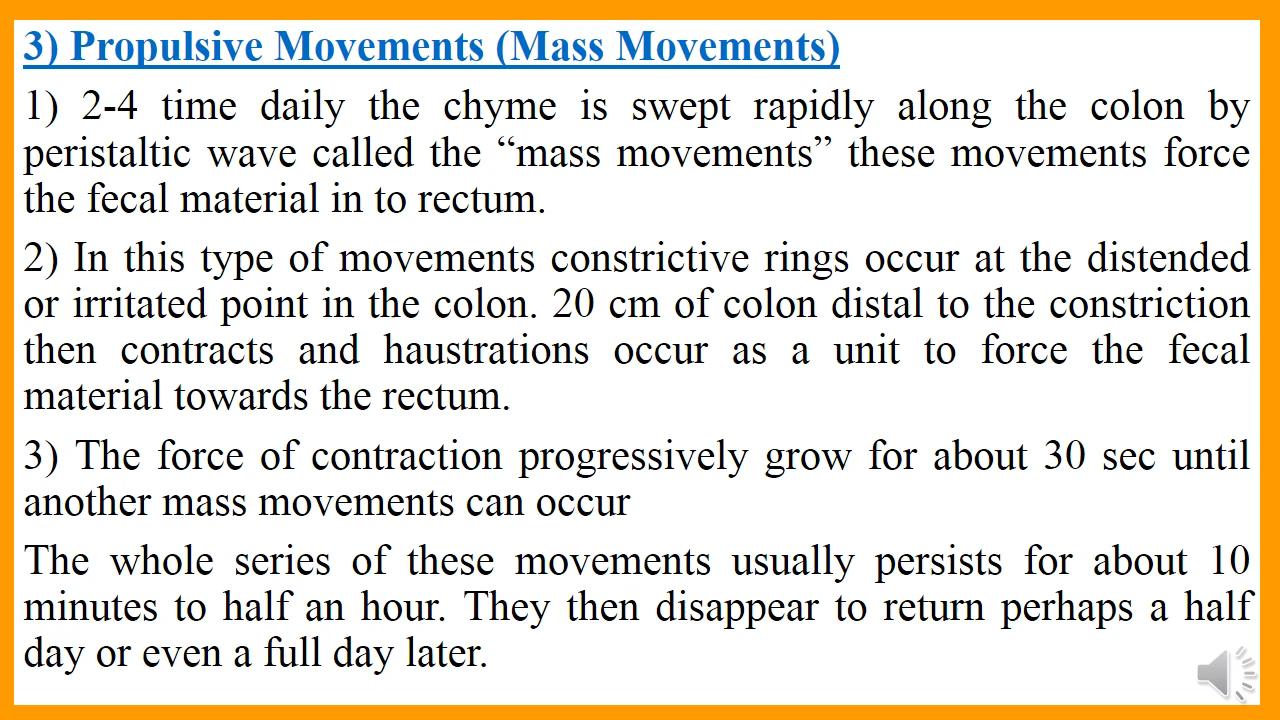 3) Propulsive Movements (Mass Movements)
1) 2-4 time daily the chyme is swept rapidly along the colon by
peristaltic wave called the “mass movements” these movements force
the fecal material in to rectum.
2) In this type of movements constrictive rings occur at the distended
or irritated point in the colon. 20 cm of colon distal to the constriction
then contracts and haustrations occur as a unit to force the fecal
material towards the rectum.
3) The force of contraction progressively grow for about 30 sec until
another mass movements can occur
The whole series of these movements usually persists for about 10
minutes to half an hour. They then disappear to return perhaps a half
day or even a full day later.